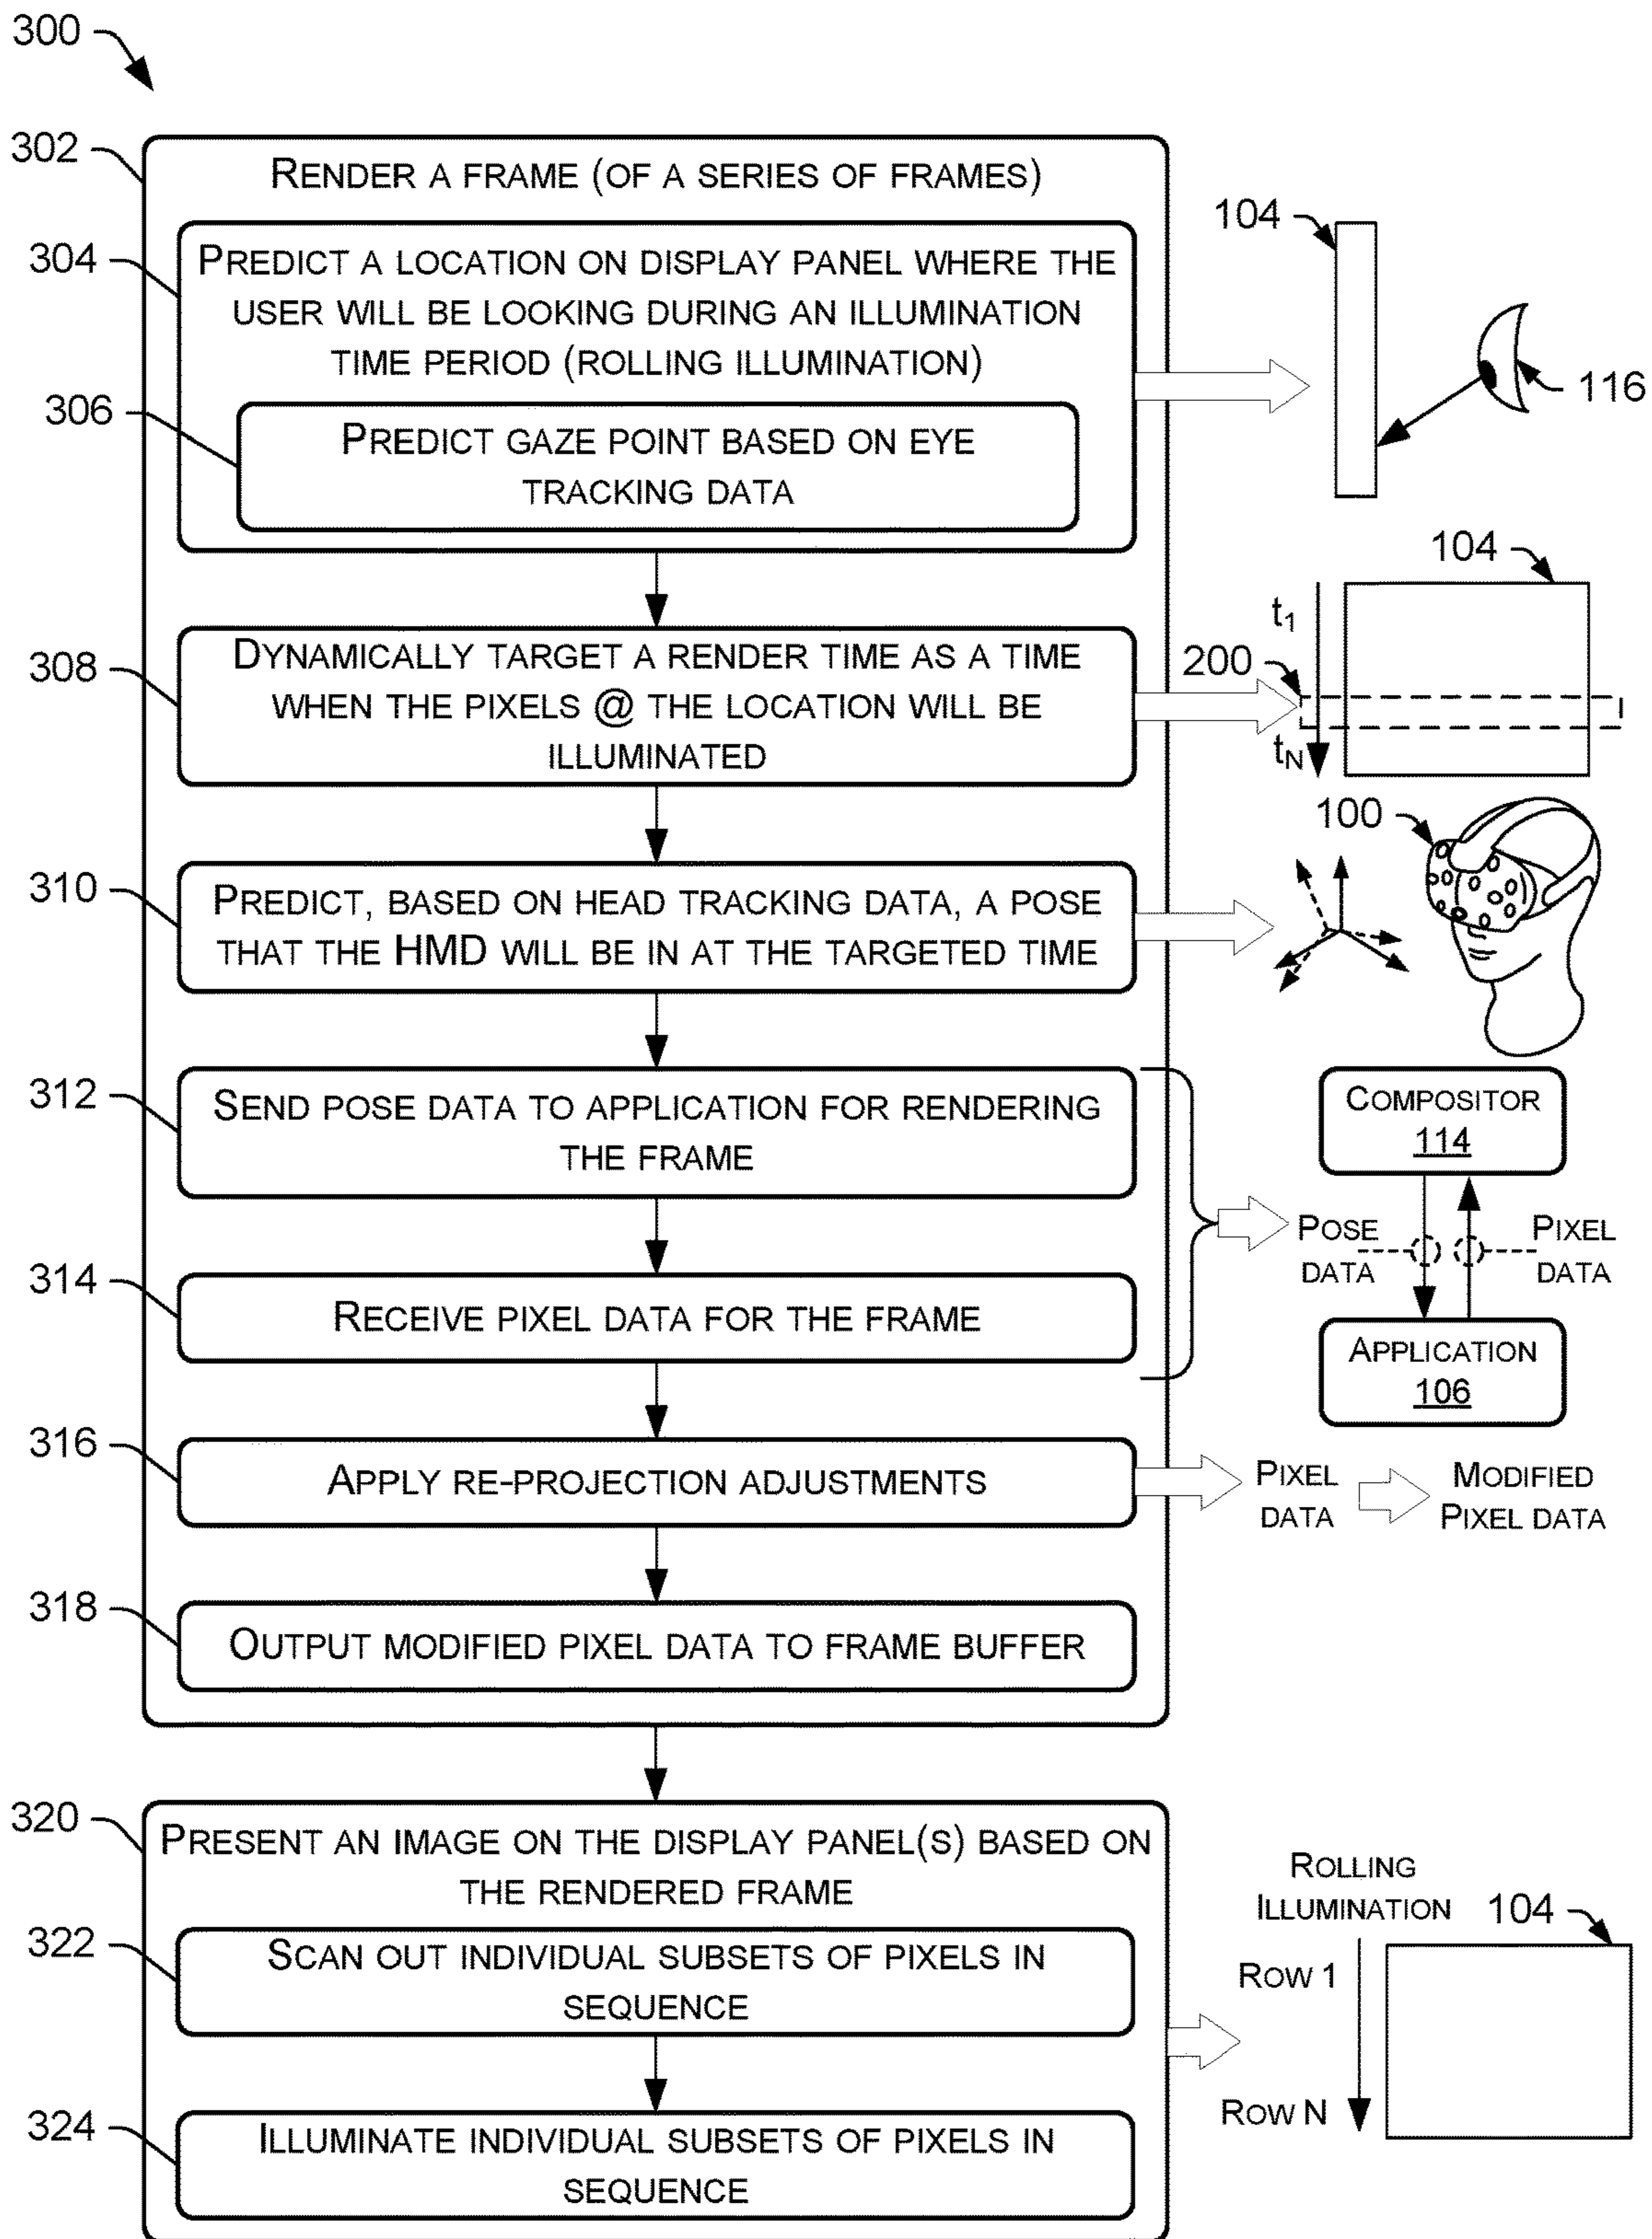 300
302
RENDER A FRAME (OF A SERIES OF FRAMES)
304
PREDICT A LOCATION ON DISPLAY PANEL WHERE THE
USER WILL BE LOOKING DURING AN ILLUMINATION
TIME PERIOD (ROLLING ILLUMINATION)
306
PREDICT GAZE POINT BASED ON EYE
TRACKING DATA
104
116
308
DYNAMICALLY TARGET A RENDER TIME AS A TIME
WHEN THE PIXELS @ THE LOCATION WILL BE
ILLUMINATED
104
t1
200
tN
310
PREDICT, BASED ON HEAD TRACKING DATA, A POSE
THAT THE HMD WILL BE IN AT THE TARGETED TIME
100
312
SEND POSE DATA TO APPLICATION FOR RENDERING
THE FRAME
314
RECEIVE PIXEL DATA FOR THE FRAME
COMPOSITOR
114
POSE
DATA
PIXEL
DATA
APPLICATION
106
316
APPLY RE-PROJECTION ADJUSTMENTS
PIXEL
DATA
MODIFIED
PIXEL DATA
318
OUTPUT MODIFIED PIXEL DATA TO FRAME BUFFER
320
PRESENT AN IMAGE ON THE DISPLAY PANEL(S) BASED ON
THE RENDERED FRAME
322
SCAN OUT INDIVIDUAL SUBSETS OF PIXELS IN
SEQUENCE
324
ILLUMINATE INDIVIDUAL SUBSETS OF PIXELS IN
SEQUENCE
ROLLING
ILLUMINATION
104
ROW 1
ROW N